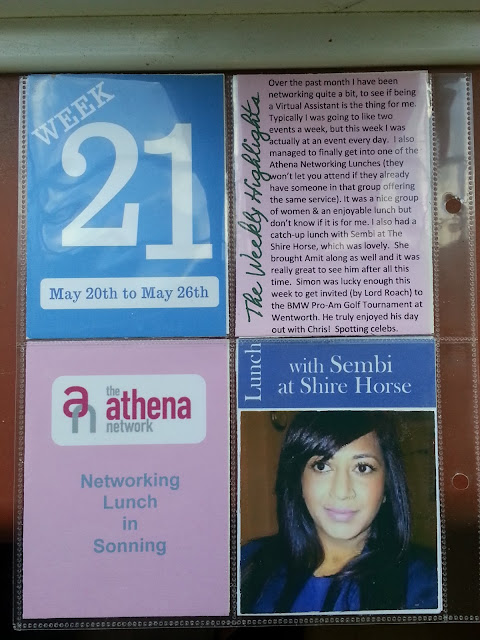 WEEK
21
May 20th to May 26th
The Weekly Highlights
Over the past month I have been
networking quite a bit, to see if being
a Virtual Assistant is the thing for me.
Typically I was going to like two
events a week, but this week I was
actually at an event every day.  I also
managed to finally get into one of the
Athena Networking Lunches (they
won't let you attend if they already
have someone in that group offering
the same service). It was a nice group
of women & an enjoyable lunch but
don't know if it is for me. I also had a
catch-up lunch with Sembi at The
Shire Horse, which was lovely.  She
brought Amit along as well and it was
really great to see him after all this
time.  Simon was lucky enough this
week to get invited (by Lord Roach) to
the BMW Pro-Am Golf Tournament at
Wentworth. He truly enjoyed his day
out with Chris!  Spotting celebs.
an
the
athena
network
Networking
Lunch
in
Sonning
Lunch
with Sembi
at Shire Horse